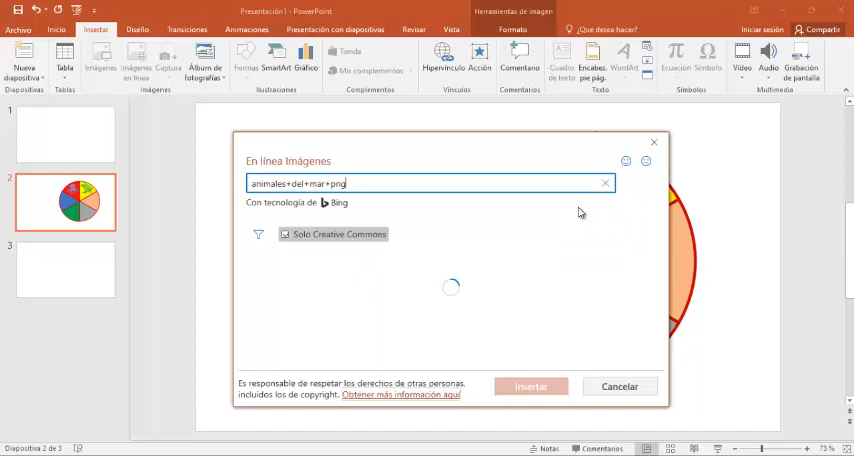 Presentación1 - PowerPoint
Herramientas de imagen
Archivo Inicio Insertar Diseño Transiciones Animaciones Presentación con diapositivas Revisar Vista Formato ¿Qué desea hacer? Iniciar sesión Compartir
Nueva diapositiva
Tabla
Imágenes
Imágenes en línea
Captura
Álbum de fotografías
Formas
SmartArt
Gráfico
Tienda
Mis complementos
Hipervínculo
Acción
Comentario
Cuadro de texto
Encabez. pie pág.
WordArt
Ecuación
Símbolo
Vídeo
Audio
Grabación de pantalla
Diapositivas Tablas Imágenes Ilustraciones Complementos Vínculos Comentarios Texto Símbolos Multimedia
1
2
3
En línea Imágenes
animales+del+mar+png
Con tecnología de Bing
Solo Creative Commons
Es responsable de respetar los derechos de otras personas,
incluidos los de copyright. Obtener más información aquí
Insertar
Cancelar
Diapositiva 2 de 3
Notas
Comentarios
73 %